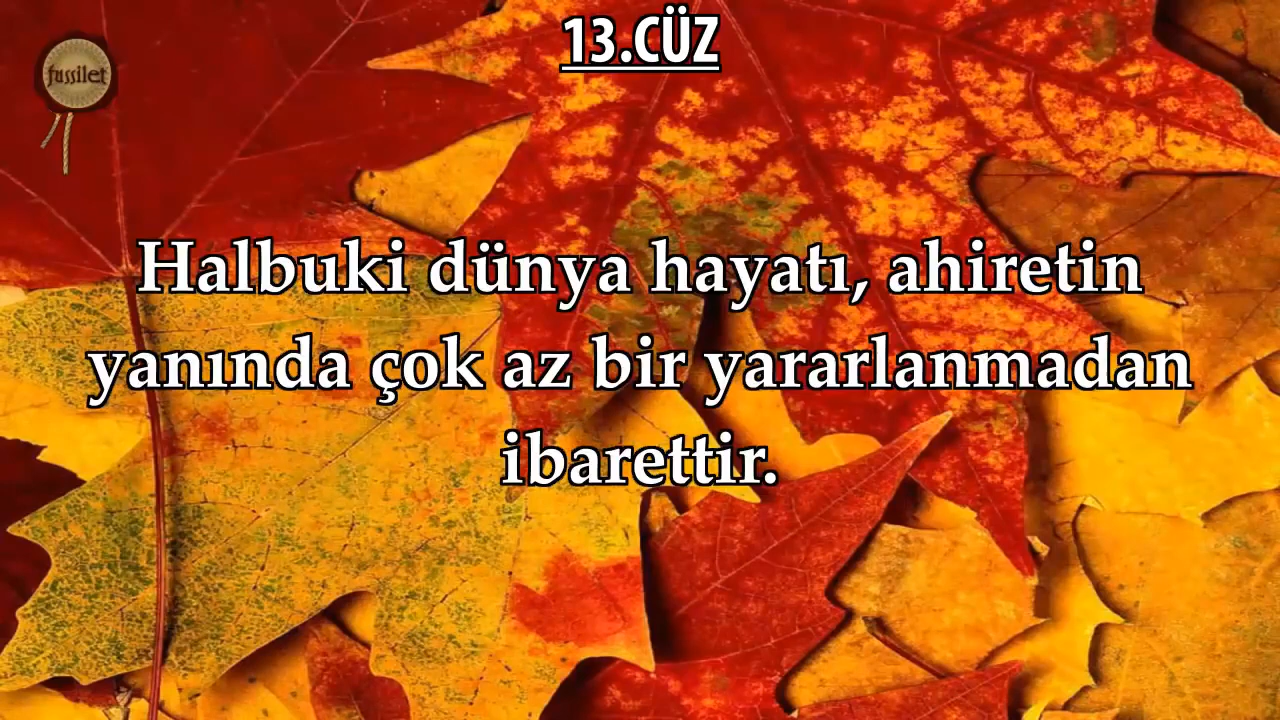 13.CÜZ
fussilet
Halbuki dünya hayatı, ahiretin
yanında çok az bir yararlanmadan
ibarettir.